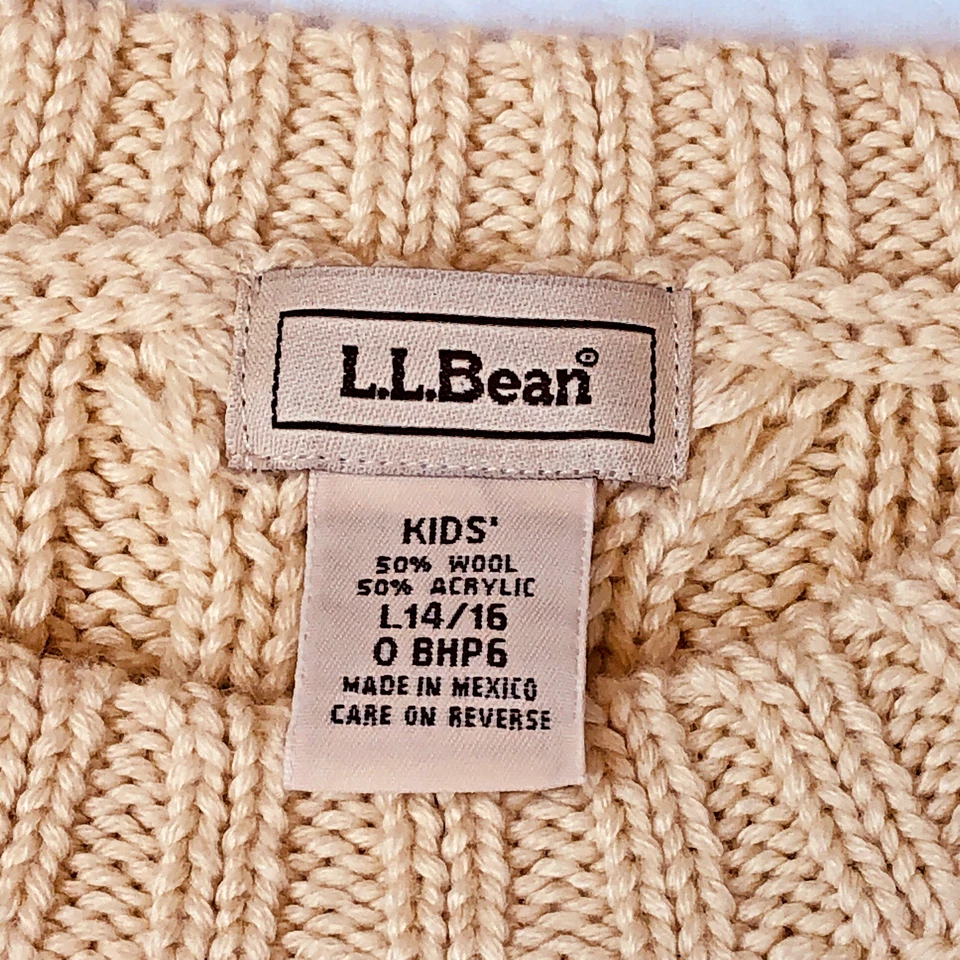 L.L.Bean®
KIDS'
50% WOOL
50% ACRYLIC
L14/16
0 BHP6
MADE IN MEXICO
CARE ON REVERSE